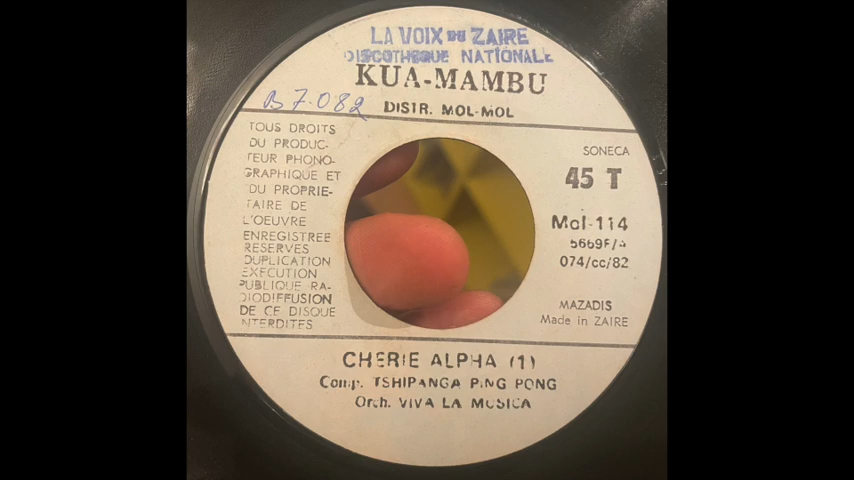 LA VOIX DU ZAIRE
DISCOTHEQUE NATIONALE
KUA-MAMBU
B 7.082
DISTR. MOL-MOL
TOUS DROITS
DU PRODUC-
TEUR PHONO-
GRAPHIQUE ET
DU PROPRIE-
TAIRE DE
L'OEUVRE
ENREGISTREE
RESERVES
DUPLICATION
EXECUTION
PUBLIQUE RA-
DIODIFFUSION
DE CE DISQUE
INTERDITES
SONECA
45 T
Mol-114
5669F/A
074/cc/82
MAZADIS
Made in ZAIRE
CHERIE ALPHA (1)
Comp. TSHIPANGA PING PONG
Orch. VIVA LA MUSICA